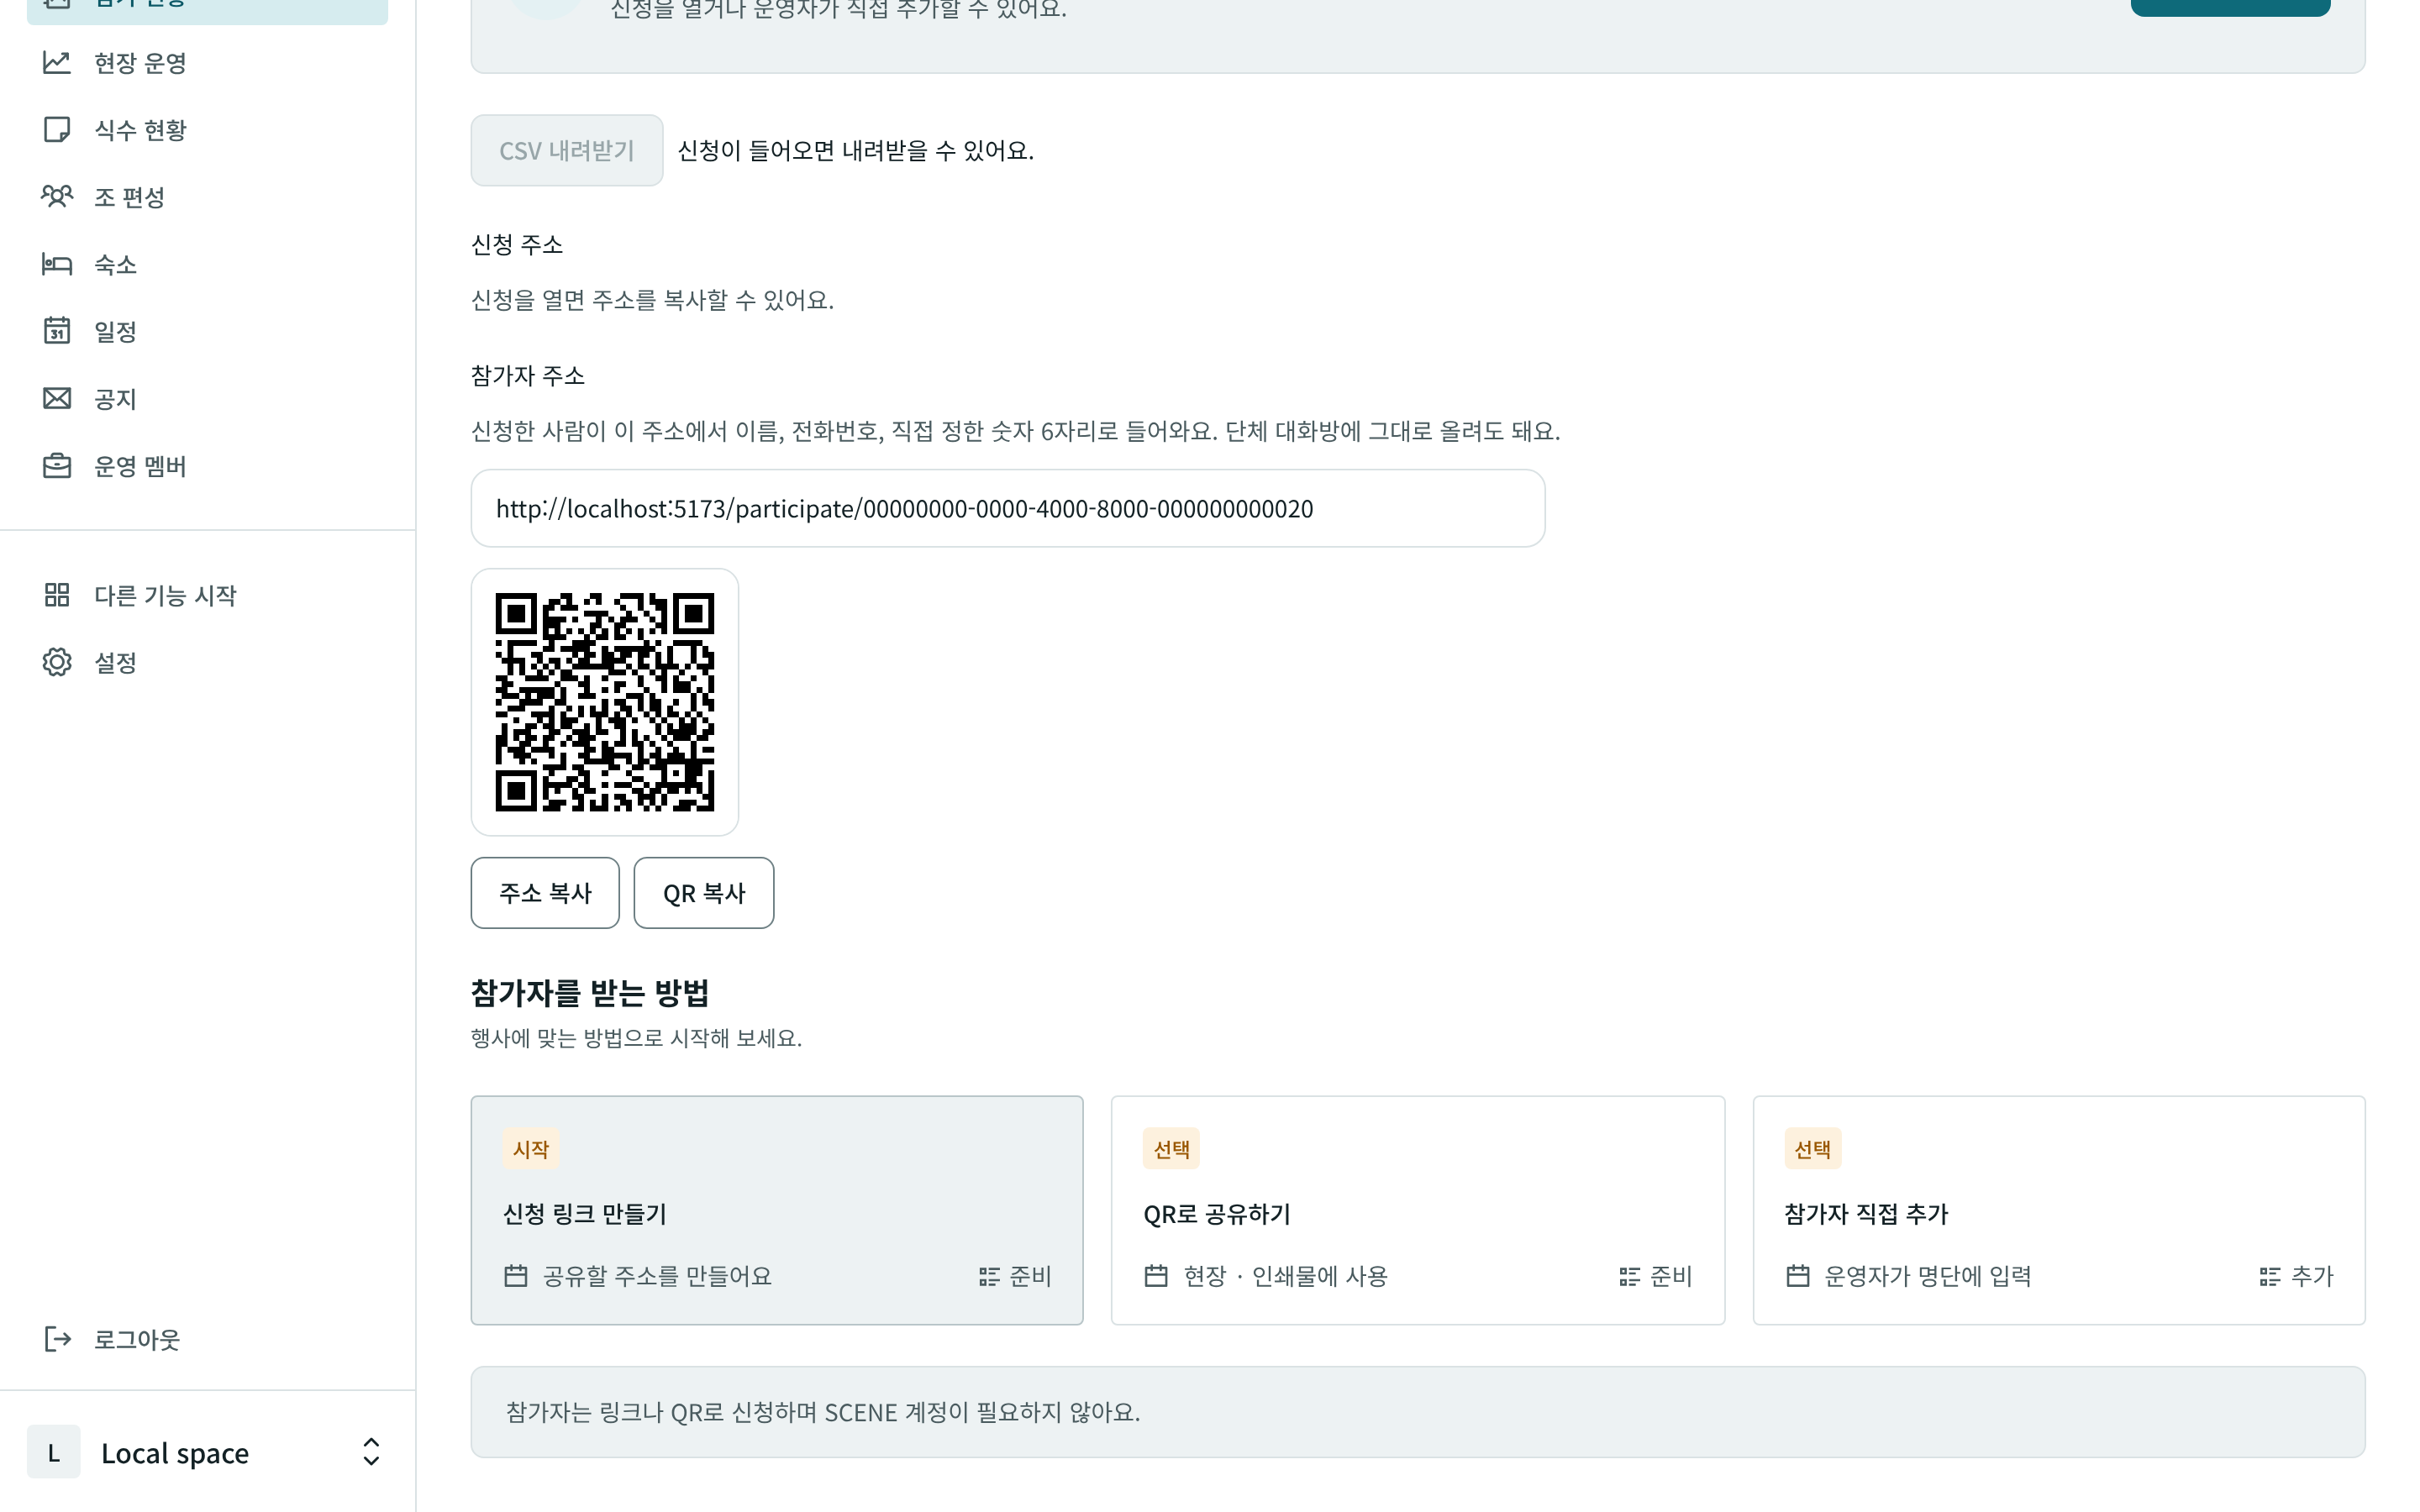 현장 운영
식수 현황
조 편성
숙소
31
일정
공지
운영 멤버
다른 기능 시작
설정
로그아웃
L
Local space
신청을 열거나 운영자가 직접 추가할 수 있어요.
CSV 내려받기
신청이 들어오면 내려받을 수 있어요.
신청 주소
신청을 열면 주소를 복사할 수 있어요.
참가자 주소
신청한 사람이 이 주소에서 이름, 전화번호, 직접 정한 숫자 6자리로 들어와요. 단체 대화방에 그대로 올려도 돼요.
http://localhost:5173/participate/00000000-0000-4000-8000-000000000020
주소 복사
QR 복사
참가자를 받는 방법
행사에 맞는 방법으로 시작해 보세요.
시작
신청 링크 만들기
공유할 주소를 만들어요
준비
선택
QR로 공유하기
현장 · 인쇄물에 사용
준비
선택
참가자 직접 추가
운영자가 명단에 입력
추가
참가자는 링크나 QR로 신청하며 SCENE 계정이 필요하지 않아요.